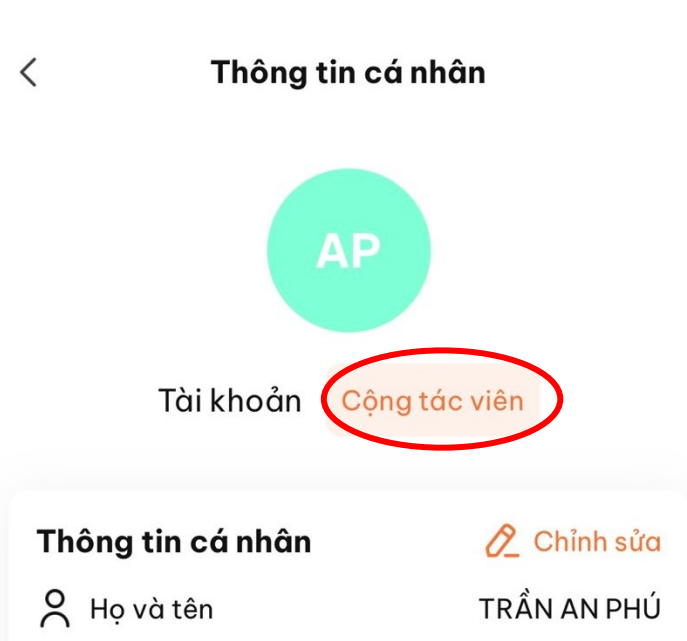 Thông tin cá nhân
AP
Tài khoản Cộng tác viên
Thông tin cá nhân Chỉnh sửa
Họ và tên TRẦN AN PHÚ